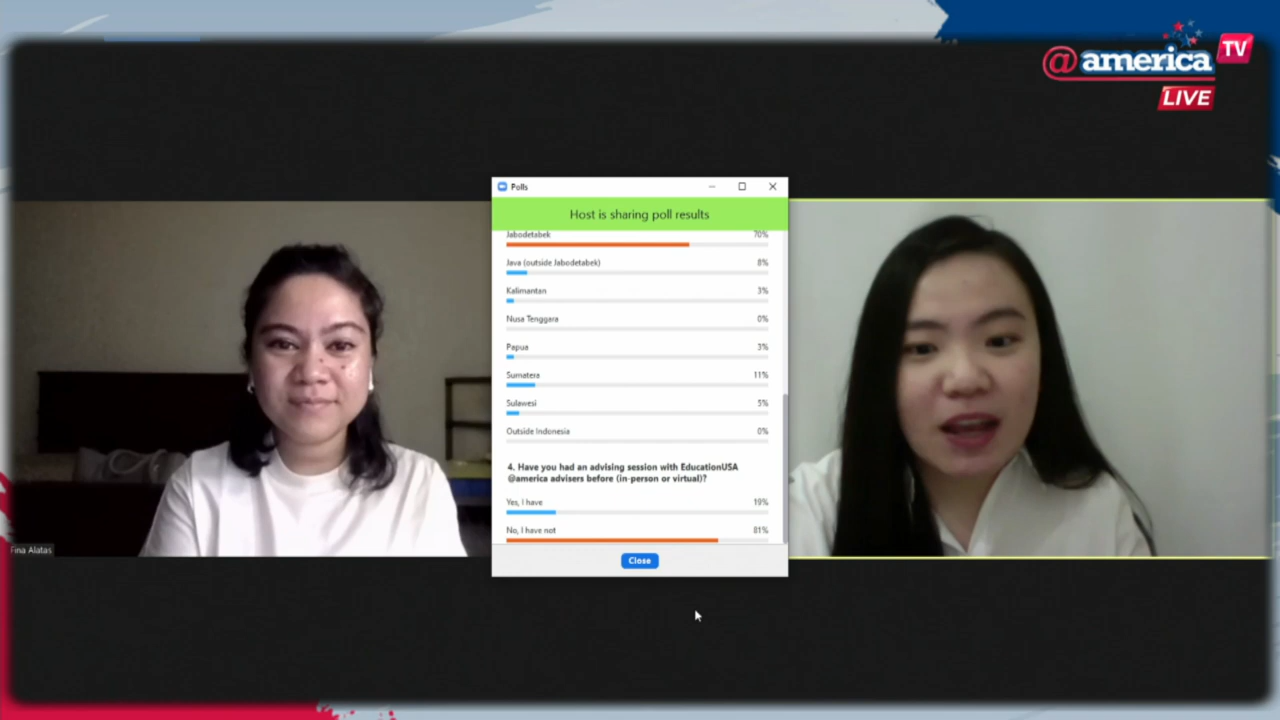 @america TV
LIVE
Polls
Host is sharing poll results
Jabodetabek 70%
Java (outside Jabodetabek) 8%
Kalimantan 3%
Nusa Tenggara 0%
Papua 3%
Sumatera 11%
Sulawesi 5%
Outside Indonesia 0%
4. Have you had an advising session with EducationUSA
@america advisers before (in-person or virtual)?
Yes, I have 19%
No, I have not 81%
Close
Fina Alatas